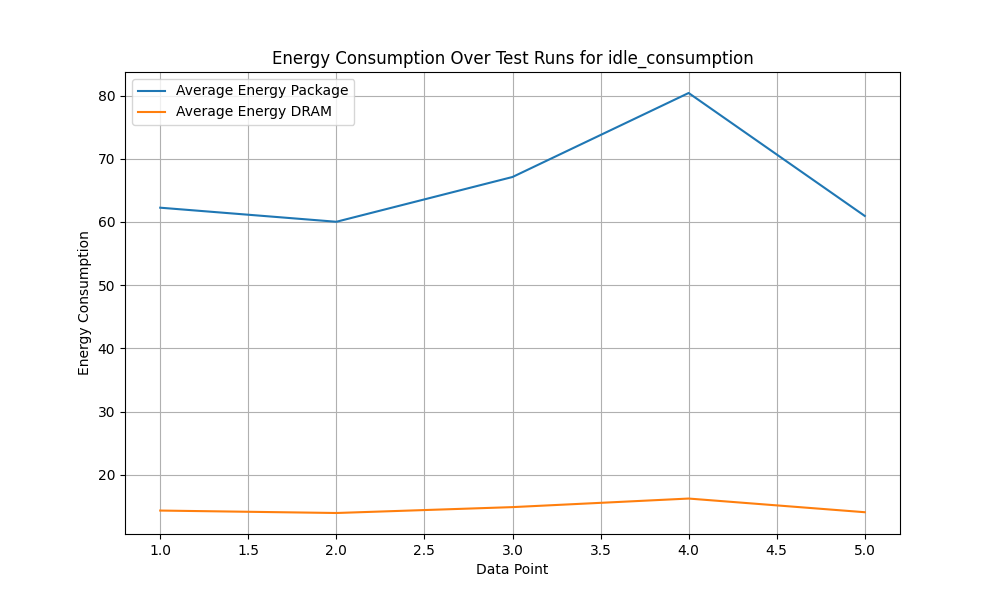 Energy Consumption Over Test Runs for idle_consumption
Average Energy Package
Average Energy DRAM
80
70
60
50
40
30
20
Energy Consumption
1.0 1.5 2.0 2.5 3.0 3.5 4.0 4.5 5.0
Data Point